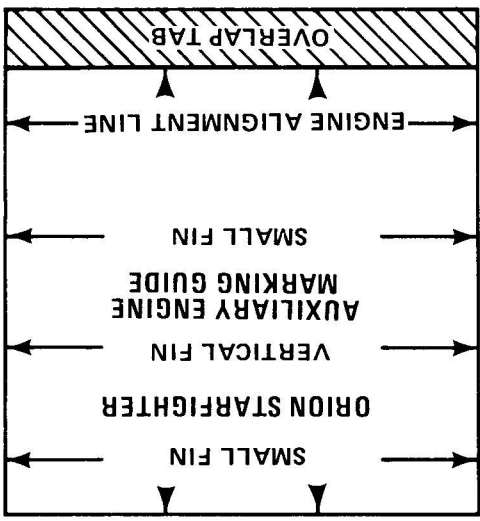 SMALL FIN
ORION STARFIGHTER
VERTICAL FIN
AUXILIARY ENGINE
MARKING GUIDE
SMALL FIN
ENGINE ALIGNMENT LINE
OVERLAP TAB